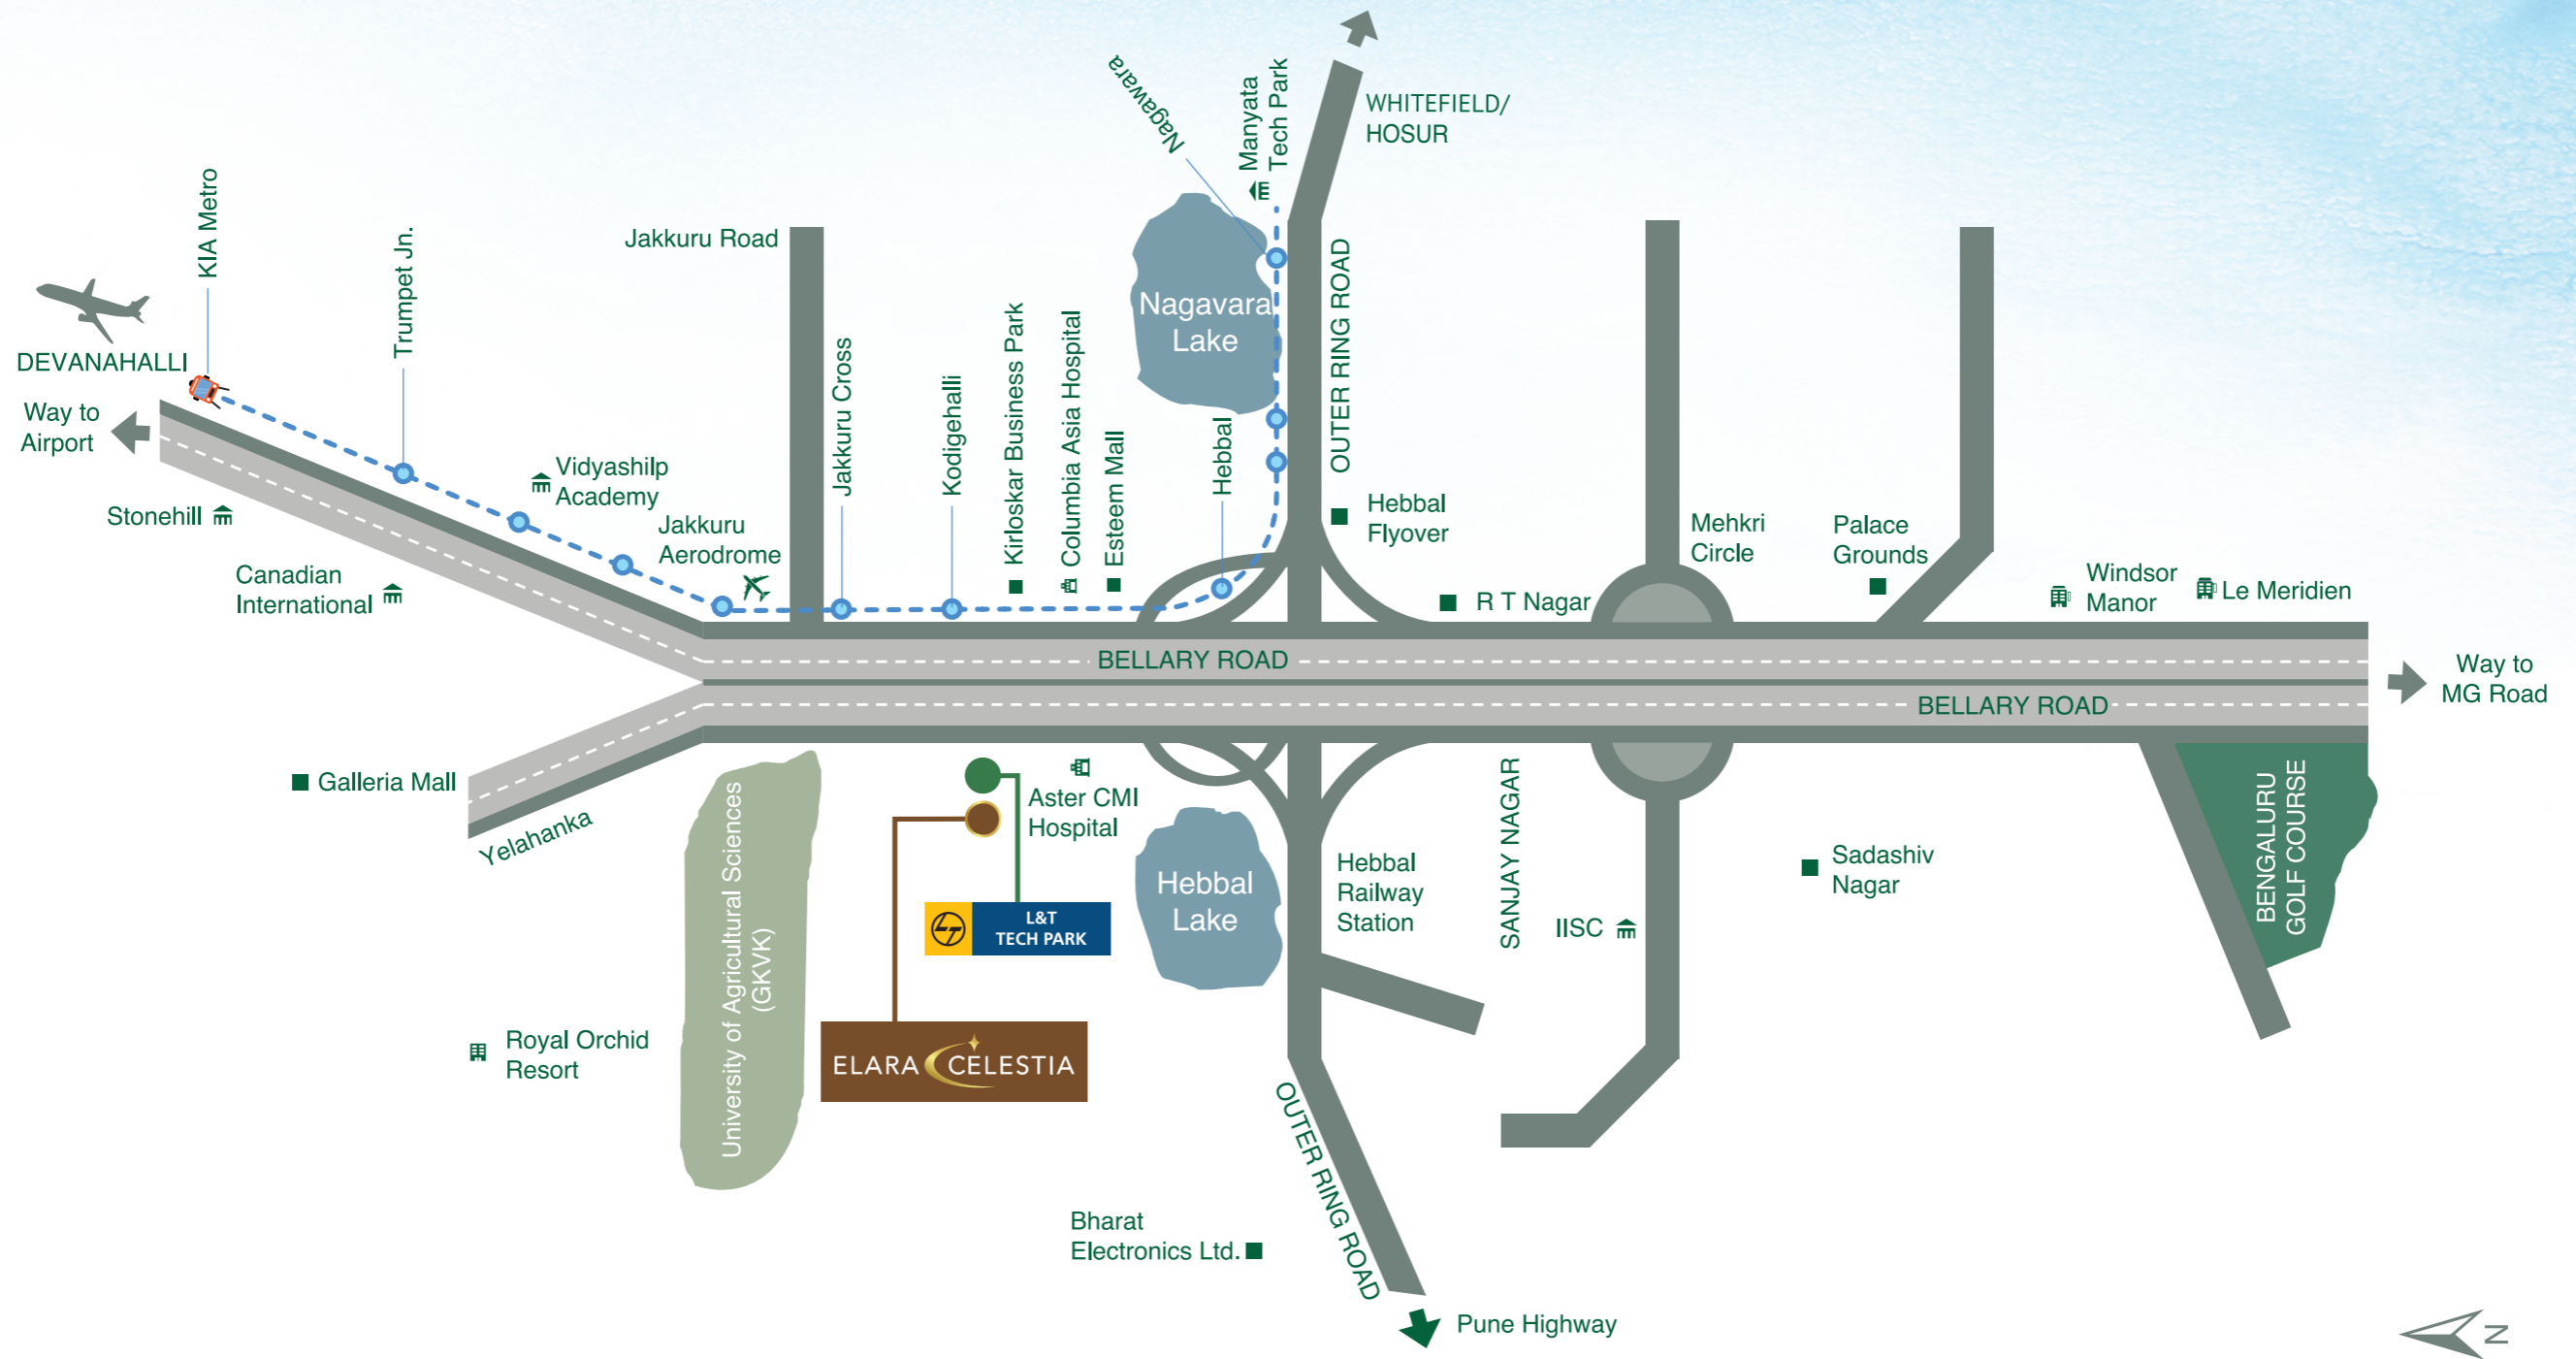 KIA Metro
DEVANAHALLI
Way to
Airport
Trumpet Jn.
Stonehill
Canadian
International
Vidyashilp
Academy
Jakkuru
Aerodrome
Jakkuru Road
Jakkuru Cross
Kodigehalli
Kirloskar Business Park
Columbia Asia Hospital
Esteem Mall
Nagawara
Nagavara
Lake
Hebbal
Manyata
Tech Park
WHITEFIELD/
HOSUR
OUTER RING ROAD
Hebbal
Flyover
R T Nagar
Mehkri
Circle
Palace
Grounds
Windsor
Manor
Le Meridien
BELLARY ROAD
BELLARY ROAD
Way to
MG Road
Galleria Mall
Yelahanka
University of Agricultural Sciences
(GKVK)
Royal Orchid
Resort
Aster CMI
Hospital
L&T
TECH PARK
ELARA CELESTIA
Hebbal
Lake
Hebbal
Railway
Station
SANJAY NAGAR
IISC
Sadashiv
Nagar
BENGALURU
GOLF COURSE
OUTER RING ROAD
Bharat
Electronics Ltd.
Pune Highway
N